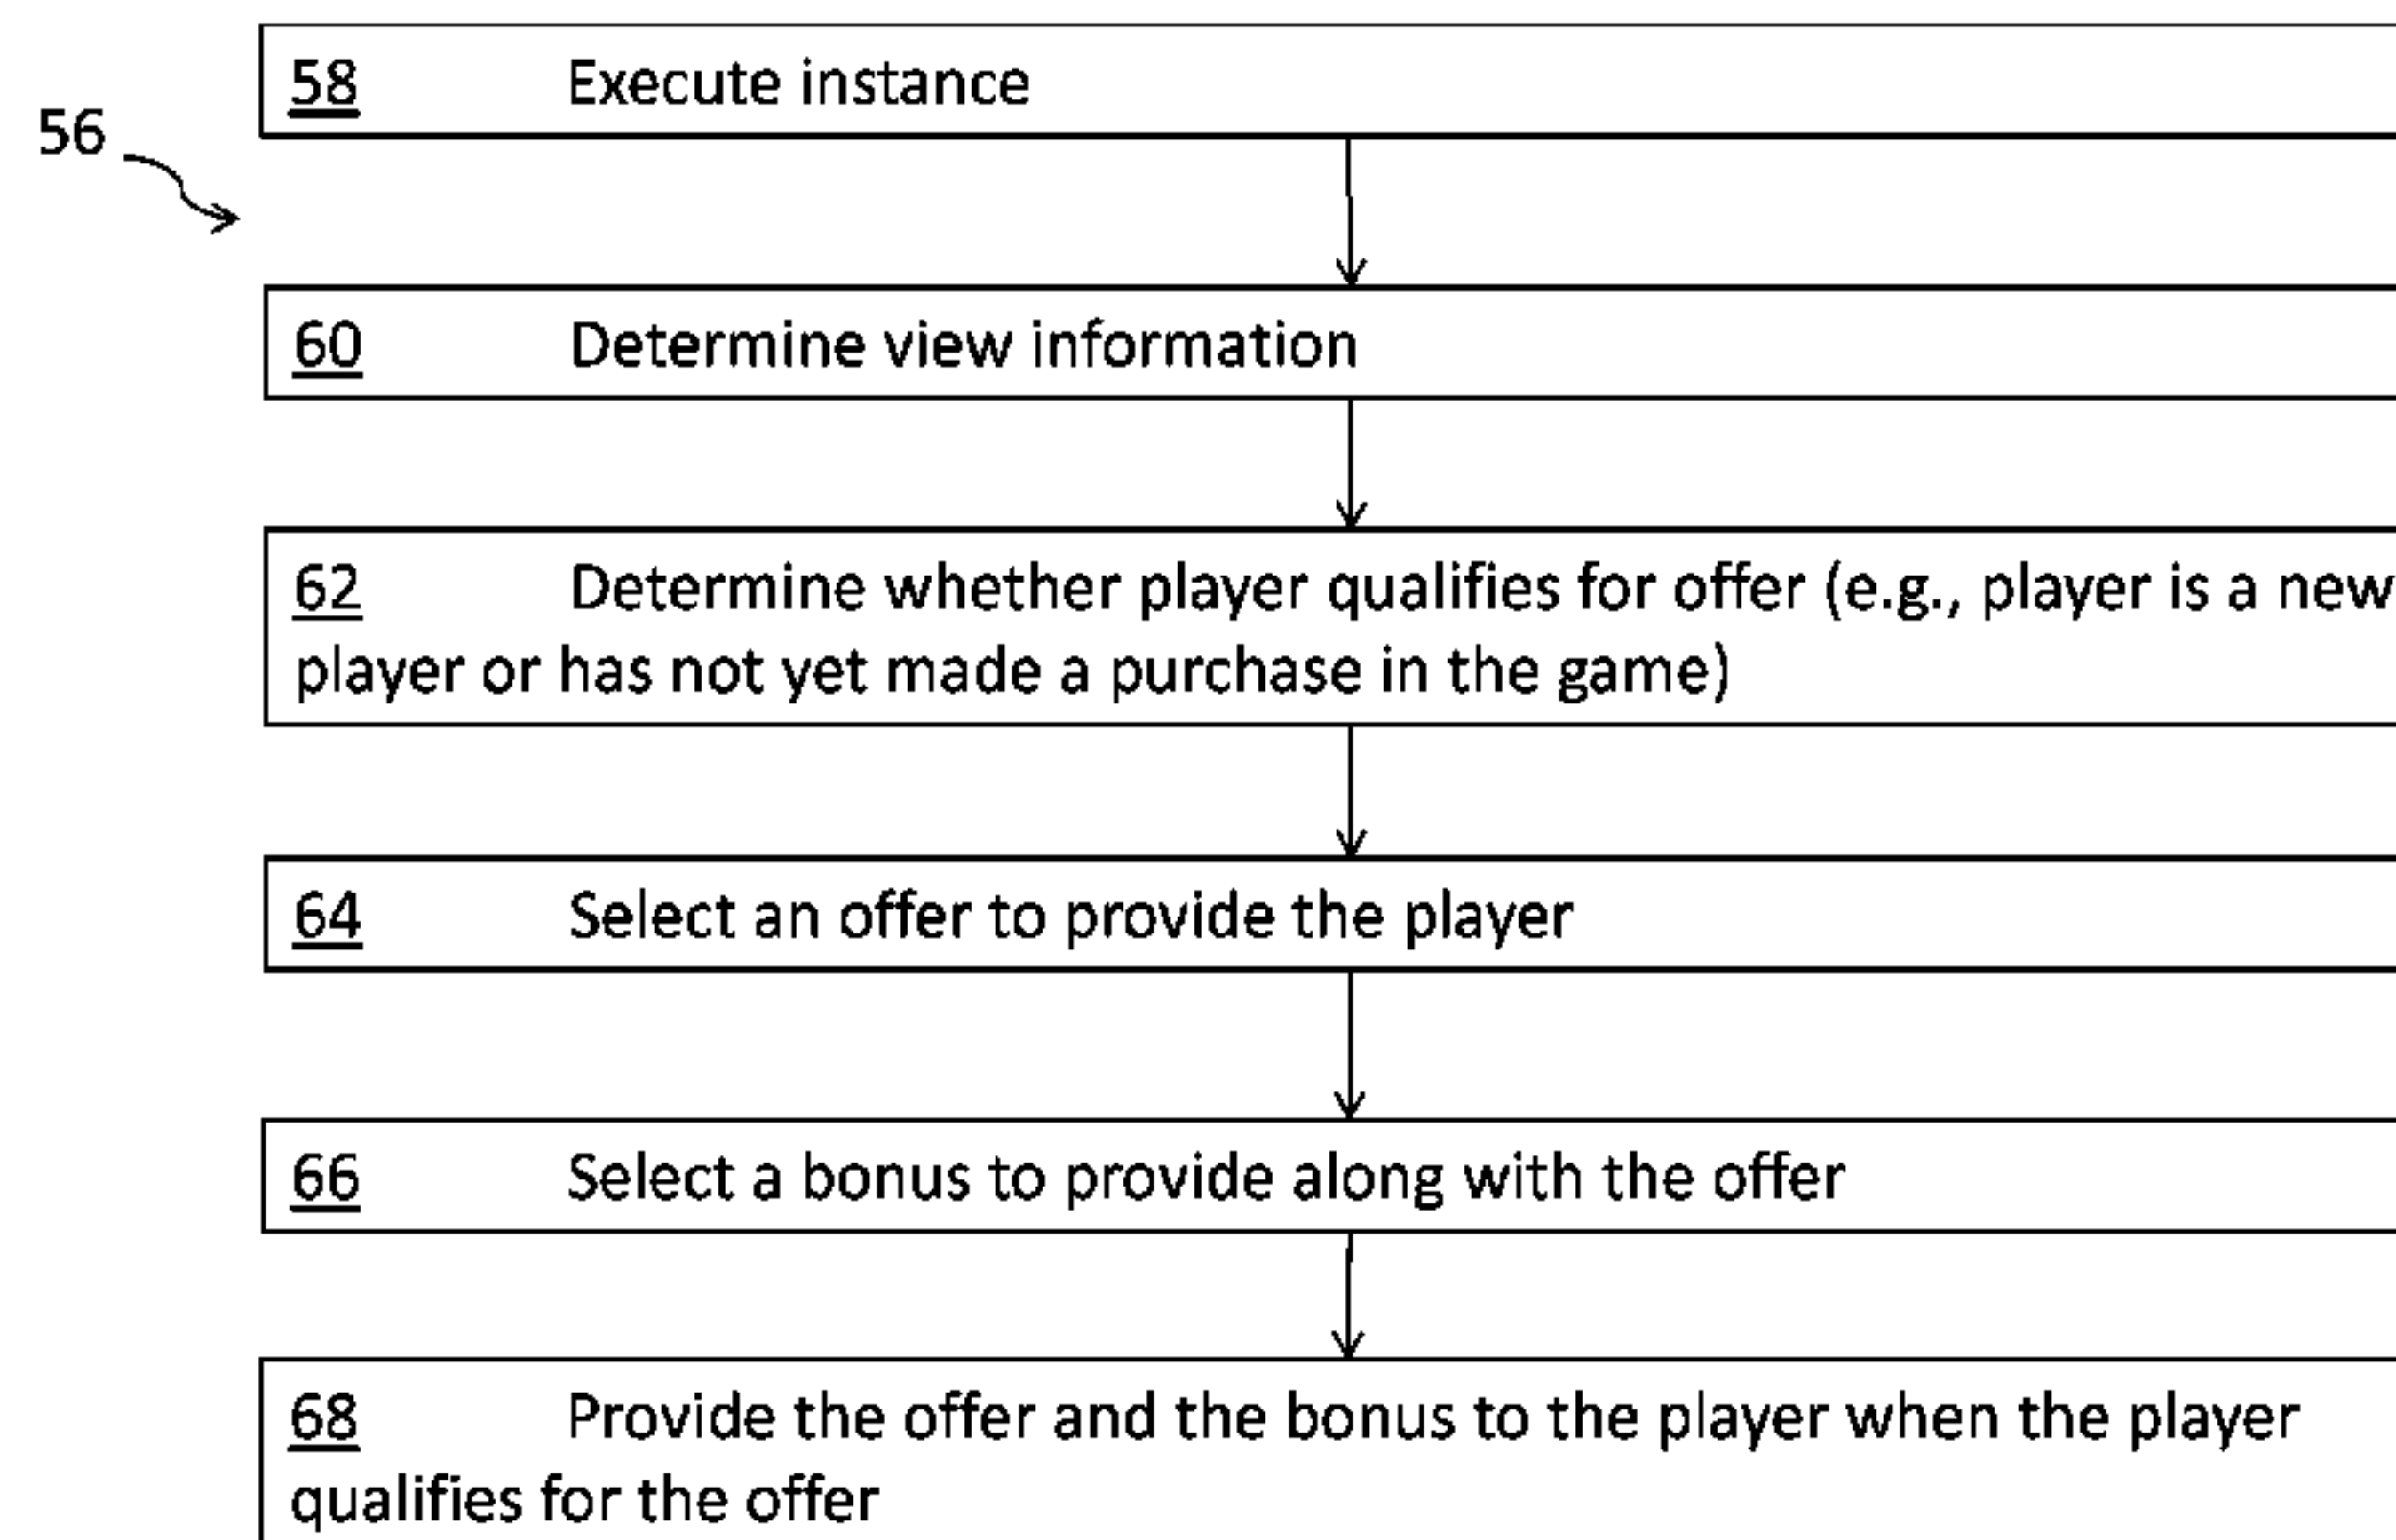 58 Execute instance
56
60 Determine view information
62 Determine whether player qualifies for offer (e.g., player is a new
player or has not yet made a purchase in the game)
64 Select an offer to provide the player
66 Select a bonus to provide along with the offer
68 Provide the offer and the bonus to the player when the player
qualifies for the offer